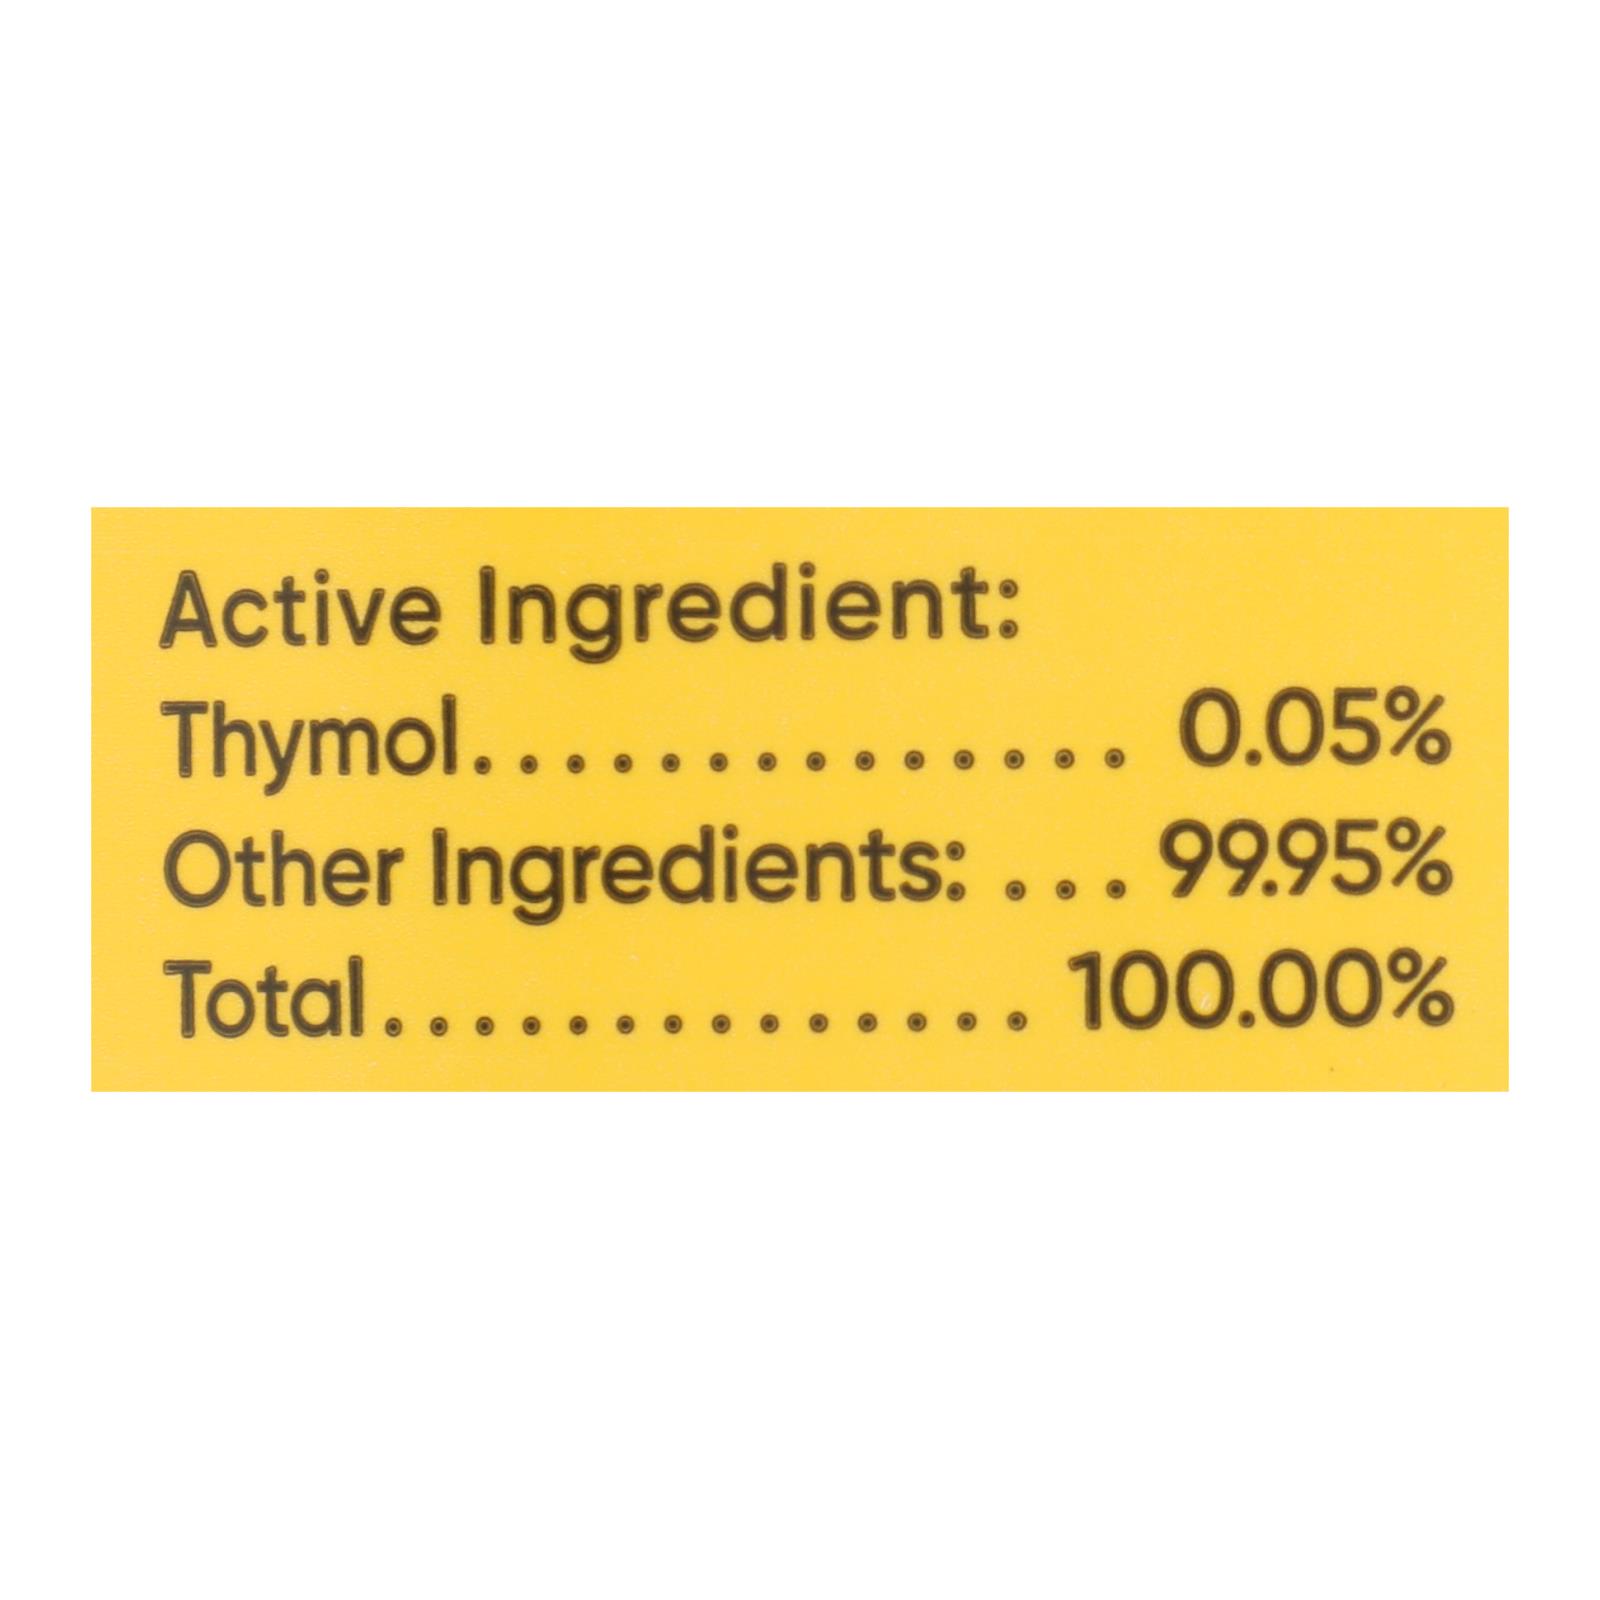 Active Ingredient:
Thymol.............. 0.05%
Other Ingredients: ... 99.95%
Total.............. 100.00%